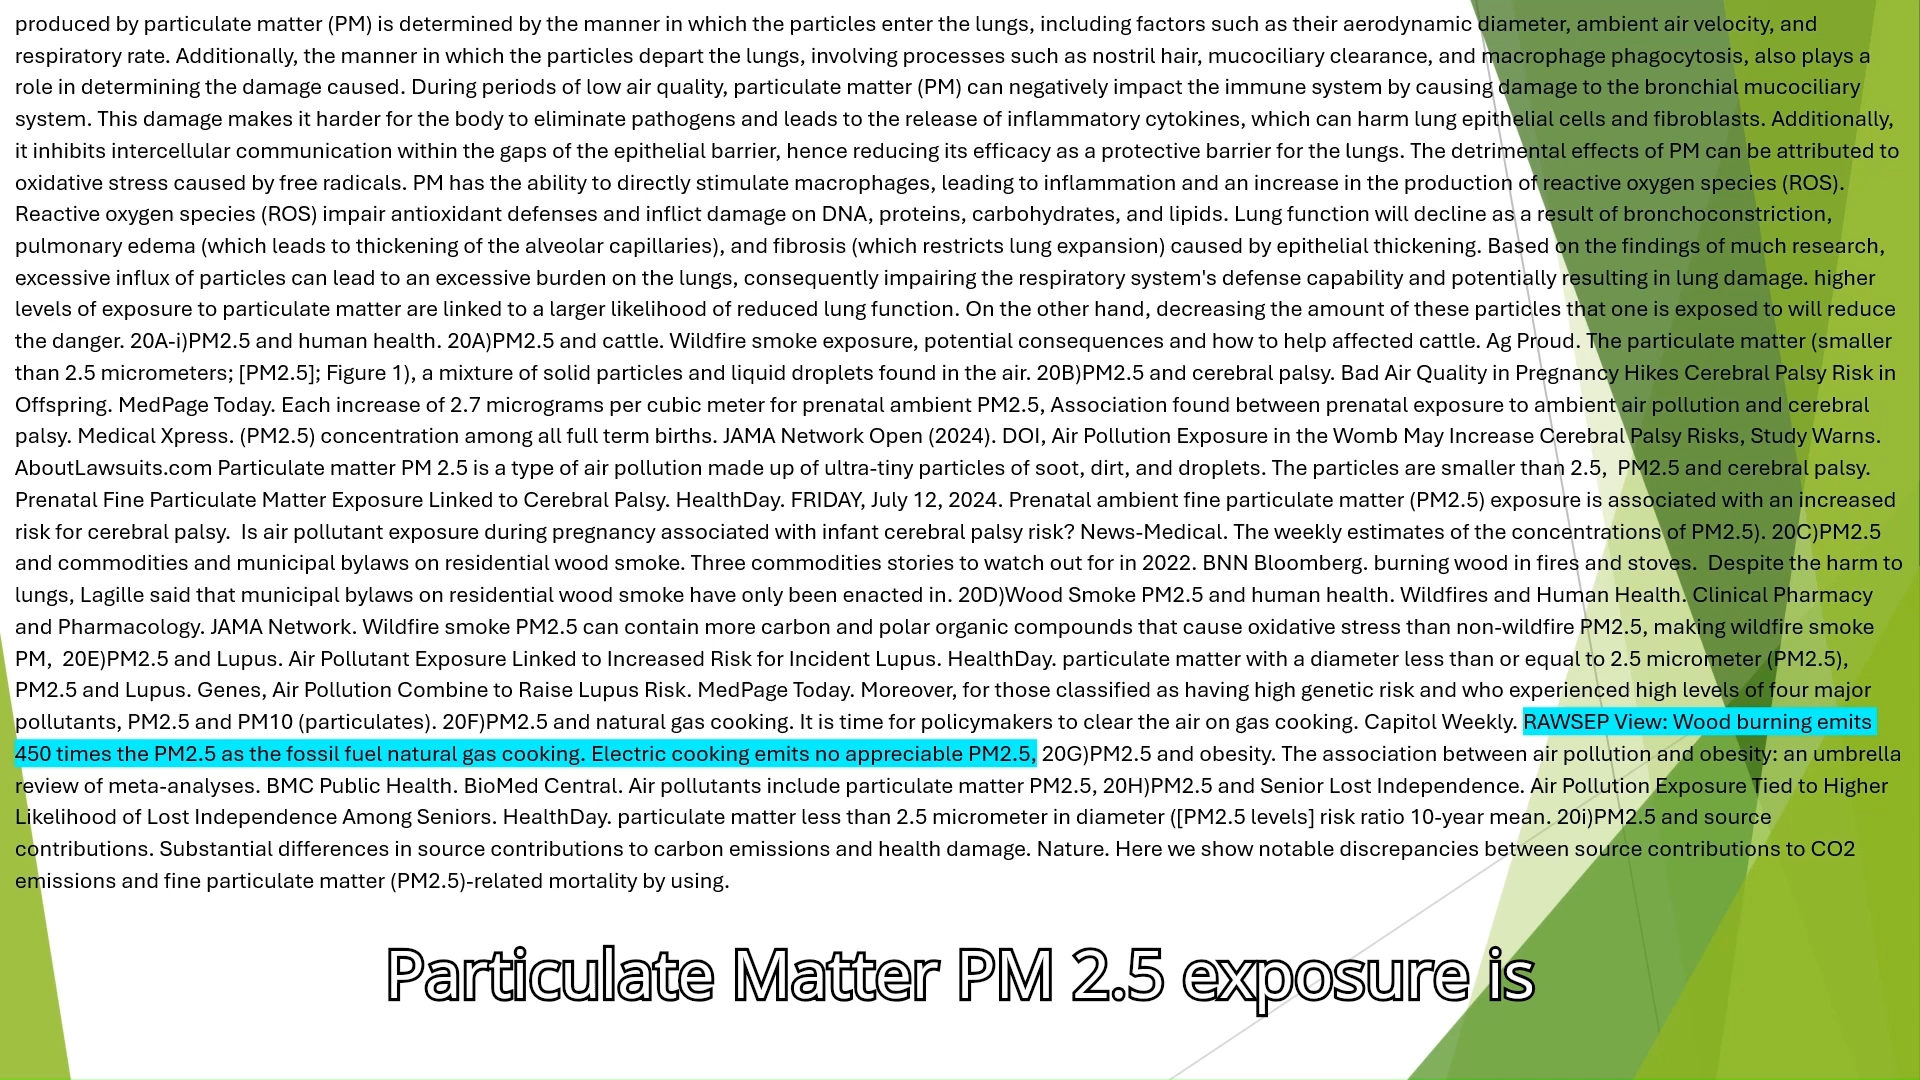 produced by particulate matter (PM) is determined by the manner in which the particles enter the lungs, including factors such as their aerodynamic diameter, ambient air velocity, and
respiratory rate. Additionally, the manner in which the particles depart the lungs, involving processes such as nostril hair, mucociliary clearance, and macrophage phagocytosis, also plays a
role in determining the damage caused. During periods of low air quality, particulate matter (PM) can negatively impact the immune system by causing damage to the bronchial mucociliary
system. This damage makes it harder for the body to eliminate pathogens and leads to the release of inflammatory cytokines, which can harm lung epithelial cells and fibroblasts. Additionally,
it inhibits intercellular communication within the gaps of the epithelial barrier, hence reducing its efficacy as a protective barrier for the lungs. The detrimental effects of PM can be attributed to
oxidative stress caused by free radicals. PM has the ability to directly stimulate macrophages, leading to inflammation and an increase in the production of reactive oxygen species (ROS).
Reactive oxygen species (ROS) impair antioxidant defenses and inflict damage on DNA, proteins, carbohydrates, and lipids. Lung function will decline as a result of bronchoconstriction,
pulmonary edema (which leads to thickening of the alveolar capillaries), and fibrosis (which restricts lung expansion) caused by epithelial thickening. Based on the findings of much research,
excessive influx of particles can lead to an excessive burden on the lungs, consequently impairing the respiratory system's defense capability and potentially resulting in lung damage. higher
levels of exposure to particulate matter are linked to a larger likelihood of reduced lung function. On the other hand, decreasing the amount of these particles that one is exposed to will reduce
the danger. 20A-i)PM2.5 and human health. 20A)PM2.5 and cattle. Wildfire smoke exposure, potential consequences and how to help affected cattle. Ag Proud. The particulate matter (smaller
than 2.5 micrometers; [PM2.5]; Figure 1), a mixture of solid particles and liquid droplets found in the air. 20B)PM2.5 and cerebral palsy. Bad Air Quality in Pregnancy Hikes Cerebral Palsy Risk in
Offspring. MedPage Today. Each increase of 2.7 micrograms per cubic meter for prenatal ambient PM2.5, Association found between prenatal exposure to ambient air pollution and cerebral
palsy. Medical Xpress. (PM2.5) concentration among all full term births. JAMA Network Open (2024). DOI, Air Pollution Exposure in the Womb May Increase Cerebral Palsy Risks, Study Warns.
AboutLawsuits.com Particulate matter PM 2.5 is a type of air pollution made up of ultra-tiny particles of soot, dirt, and droplets. The particles are smaller than 2.5,  PM2.5 and cerebral palsy.
Prenatal Fine Particulate Matter Exposure Linked to Cerebral Palsy. HealthDay. FRIDAY, July 12, 2024. Prenatal ambient fine particulate matter (PM2.5) exposure is associated with an increased
risk for cerebral palsy.  Is air pollutant exposure during pregnancy associated with infant cerebral palsy risk? News-Medical. The weekly estimates of the concentrations of PM2.5). 20C)PM2.5
and commodities and municipal bylaws on residential wood smoke. Three commodities stories to watch out for in 2022. BNN Bloomberg. burning wood in fires and stoves.  Despite the harm to
lungs, Lagille said that municipal bylaws on residential wood smoke have only been enacted in. 20D)Wood Smoke PM2.5 and human health. Wildfires and Human Health. Clinical Pharmacy
and Pharmacology. JAMA Network. Wildfire smoke PM2.5 can contain more carbon and polar organic compounds that cause oxidative stress than non-wildfire PM2.5, making wildfire smoke
PM,  20E)PM2.5 and Lupus. Air Pollutant Exposure Linked to Increased Risk for Incident Lupus. HealthDay. particulate matter with a diameter less than or equal to 2.5 micrometer (PM2.5),
PM2.5 and Lupus. Genes, Air Pollution Combine to Raise Lupus Risk. MedPage Today. Moreover, for those classified as having high genetic risk and who experienced high levels of four major
pollutants, PM2.5 and PM10 (particulates). 20F)PM2.5 and natural gas cooking. It is time for policymakers to clear the air on gas cooking. Capitol Weekly. RAWSEP View: Wood burning emits
450 times the PM2.5 as the fossil fuel natural gas cooking. Electric cooking emits no appreciable PM2.5, 20G)PM2.5 and obesity. The association between air pollution and obesity: an umbrella
review of meta-analyses. BMC Public Health. BioMed Central. Air pollutants include particulate matter PM2.5, 20H)PM2.5 and Senior Lost Independence. Air Pollution Exposure Tied to Higher
Likelihood of Lost Independence Among Seniors. HealthDay. particulate matter less than 2.5 micrometer in diameter ([PM2.5 levels] risk ratio 10-year mean. 20i)PM2.5 and source
contributions. Substantial differences in source contributions to carbon emissions and health damage. Nature. Here we show notable discrepancies between source contributions to CO2
emissions and fine particulate matter (PM2.5)-related mortality by using.
Particulate Matter PM 2.5 exposure is